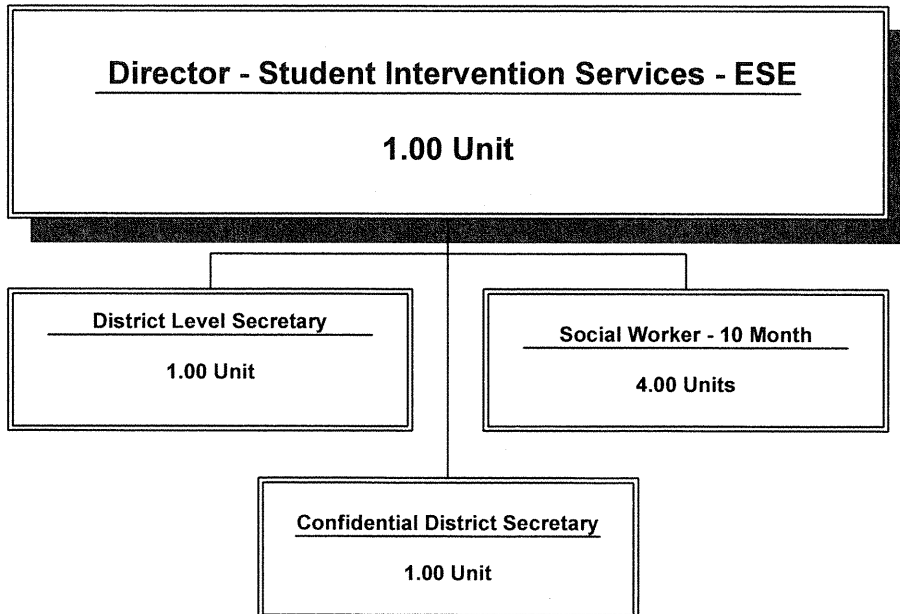 Director - Student Intervention Services - ESE
1.00 Unit
District Level Secretary
1.00 Unit
Social Worker - 10 Month
4.00 Units
Confidential District Secretary
1.00 Unit